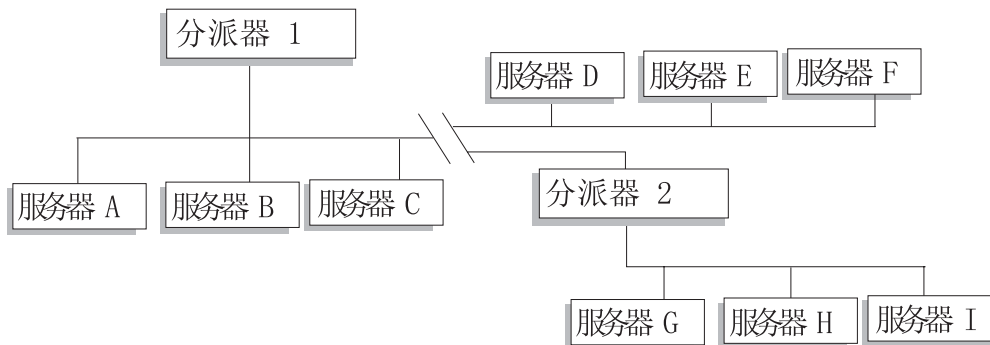 分派器 1
服务器 D
服务器 E
服务器 F
服务器 A
服务器 B
服务器 C
分派器 2
服务器 G
服务器 H
服务器 I